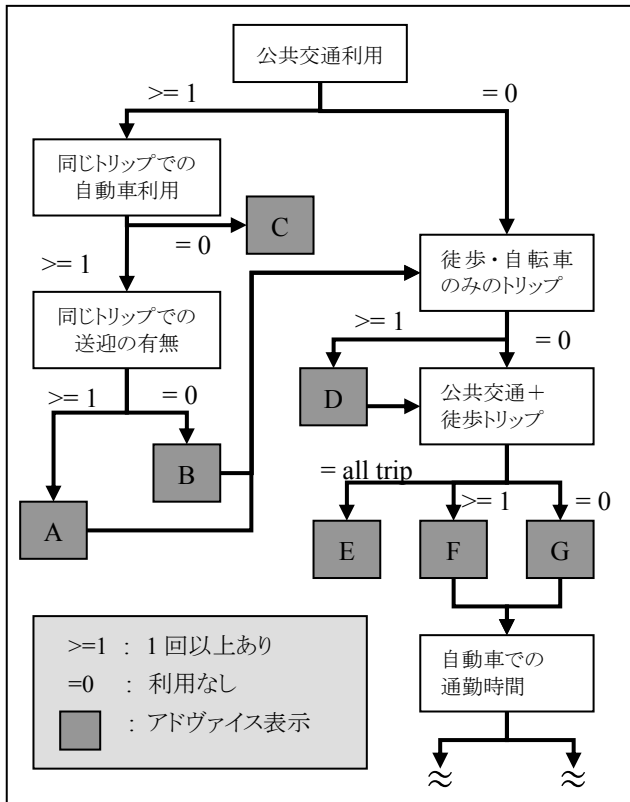 公共交通利用
>= 1
= 0
同じトリップでの
自動車利用
C
= 0
>= 1
徒歩・自転車
のみのトリップ
同じトリップでの
送迎の有無
>= 1
= 0
D
公共交通＋
徒歩トリップ
>= 1
= 0
B
A
= all trip
>= 1
= 0
E
F
G
自動車での
通勤時間
>=1 : 1回以上あり
=0 : 利用なし
: アドヴァイス表示
≈
≈